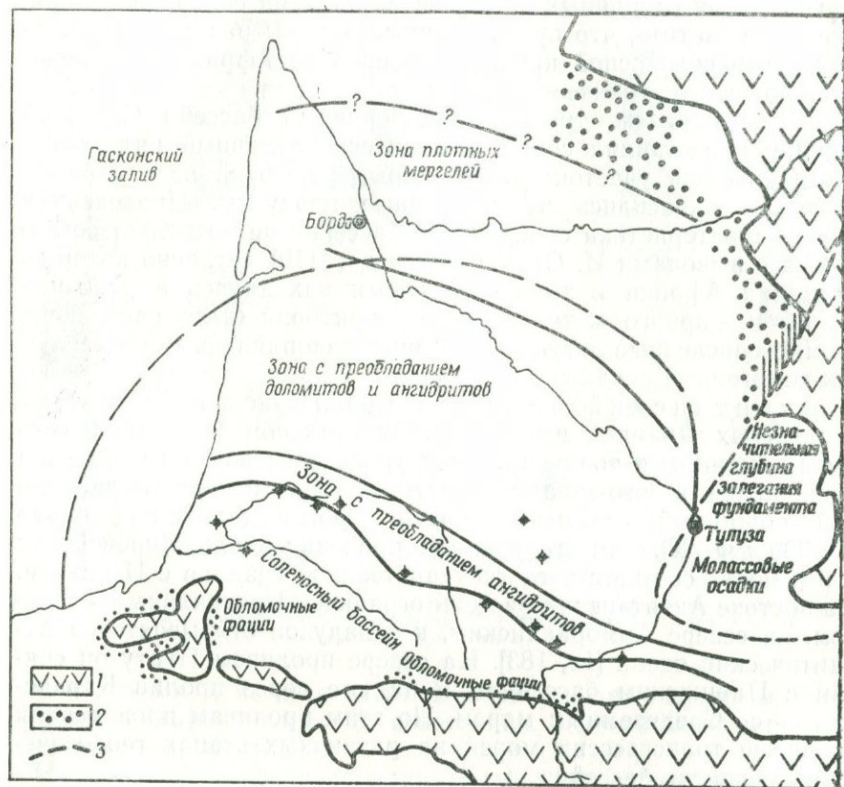 ?
?
Гасконский
залив
Зона плотных
мергелей
?
Бордо
Зона с преобладанием
доломитов и ангидритов
Незна-
чительная
глубина
залегания
фундамента
Тулуза
Молассовые
осадки
Зона с преобладанием ангидритов
Соленосный бассейн
Обломочные
фации
Обломочные фации
1
2
3